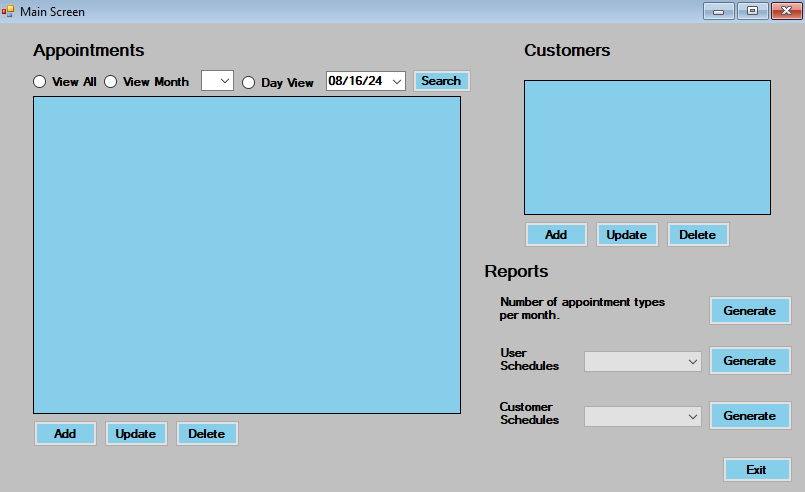 Main Screen
Appointments
Customers
View All View Month Day View 08/16/24 Search
Add Update Delete
Reports
Number of appointment types
per month.
Generate
User
Schedules
Generate
Customer
Schedules
Generate
Add Update Delete
Exit